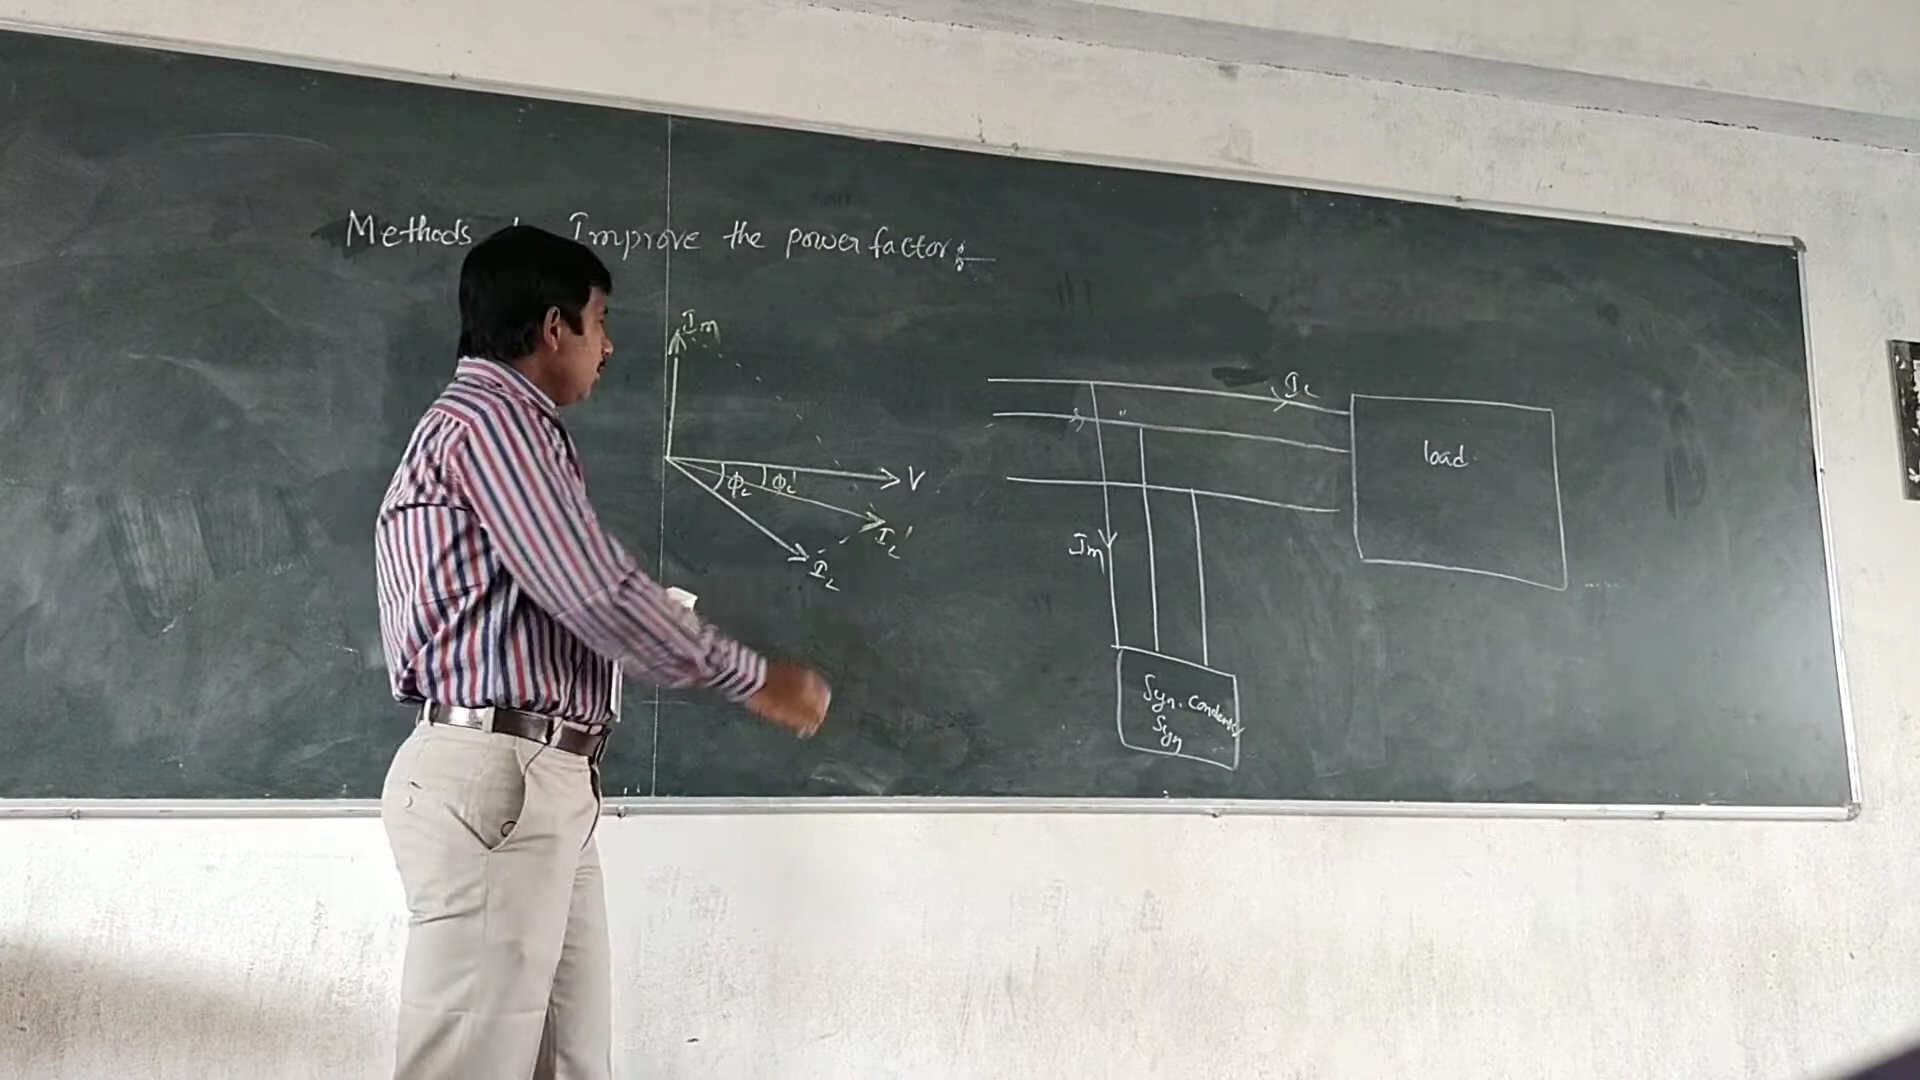 Methods Improve the power factor :-
Im
V
ϕL ϕL'
IL'
IL
IL
load
Im
Syn. Condenser
Syn